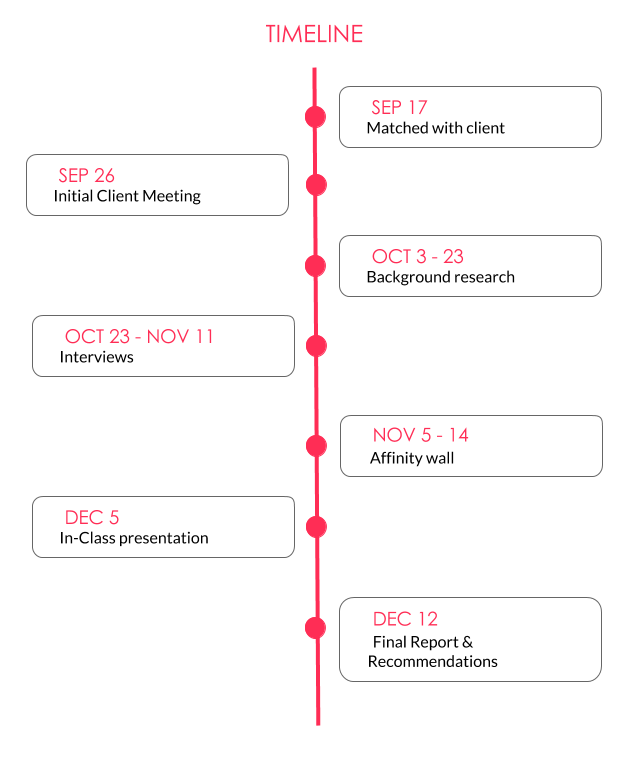 TIMELINE
SEP 17
Matched with client
SEP 26
Initial Client Meeting
OCT 3 - 23
Background research
OCT 23 - NOV 11
Interviews
NOV 5 - 14
Affinity wall
DEC 5
In-Class presentation
DEC 12
Final Report &
Recommendations